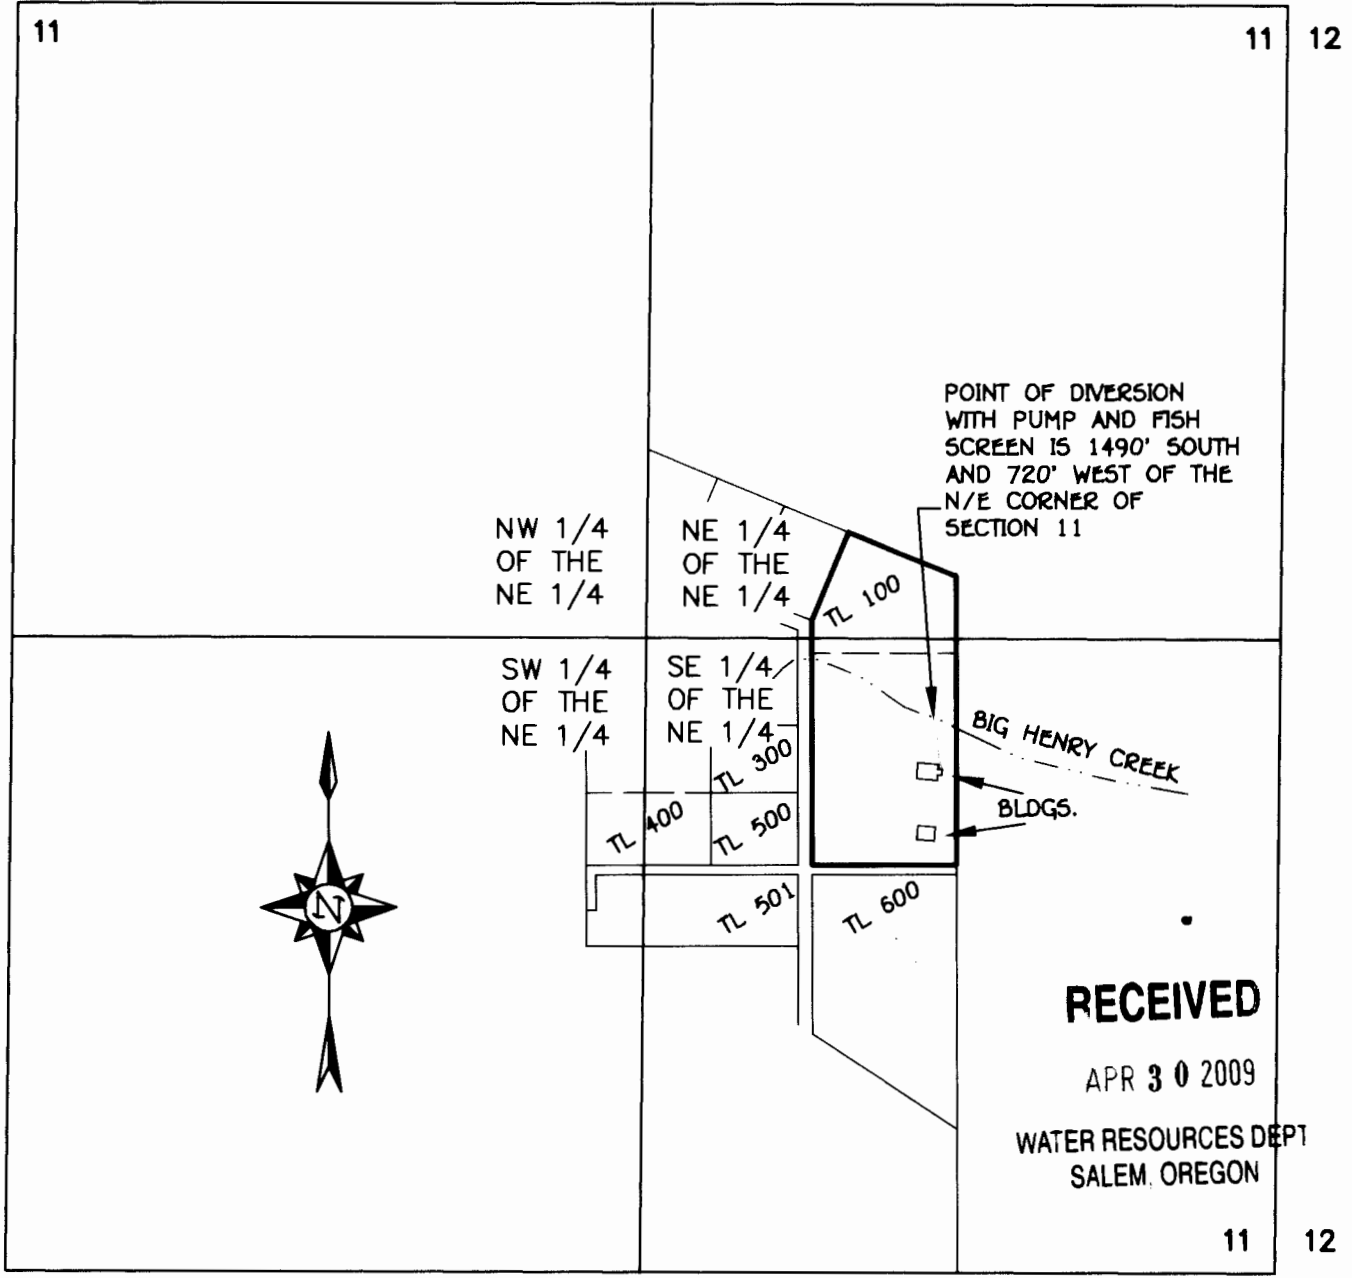 11
11 12
POINT OF DIVERSION
WITH PUMP AND FISH
SCREEN IS 1490' SOUTH
AND 720' WEST OF THE
N/E CORNER OF
SECTION 11
NW 1/4
OF THE
NE 1/4
NE 1/4
OF THE
NE 1/4
TL 100
SW 1/4
OF THE
NE 1/4
SE 1/4
OF THE
NE 1/4
BIG HENRY CREEK
TL 300
BLDGS.
TL 400
TL 500
TL 501
TL 600
N
RECEIVED
APR 30 2009
WATER RESOURCES DEPT
SALEM, OREGON
11 12